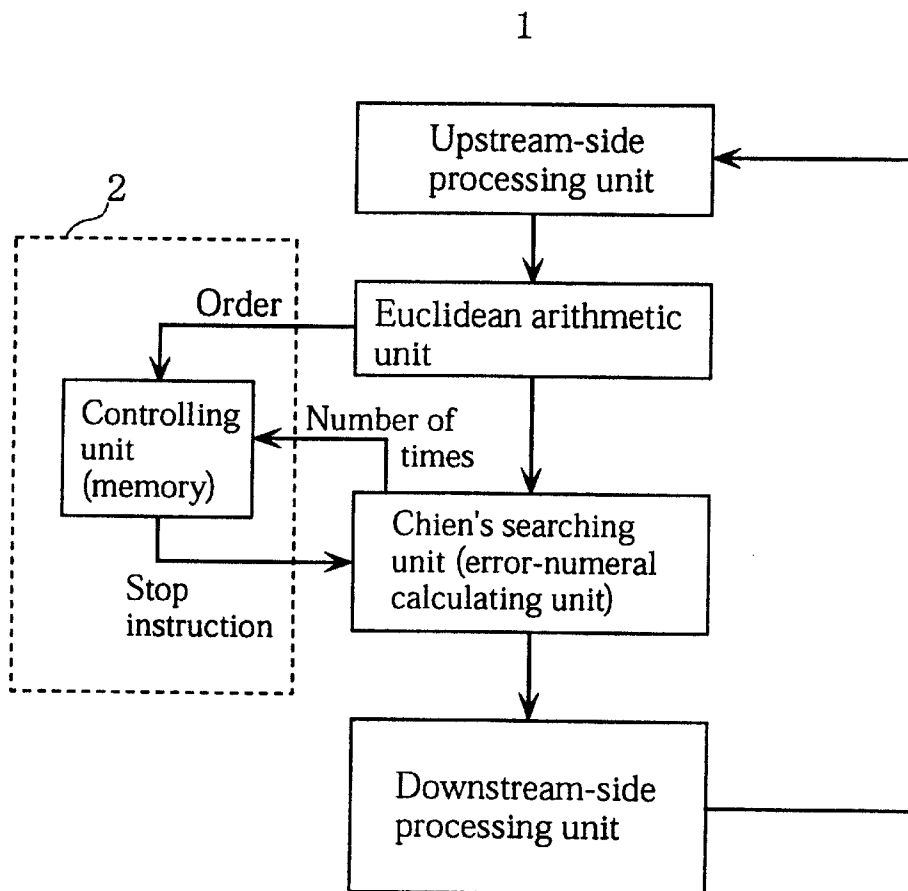 1
Upstream-side
processing unit
2
Order
Euclidean arithmetic
unit
Controlling
unit
(memory)
Number of
times
Chien's searching
unit (error-numeral
calculating unit)
Stop
instruction
Downstream-side
processing unit